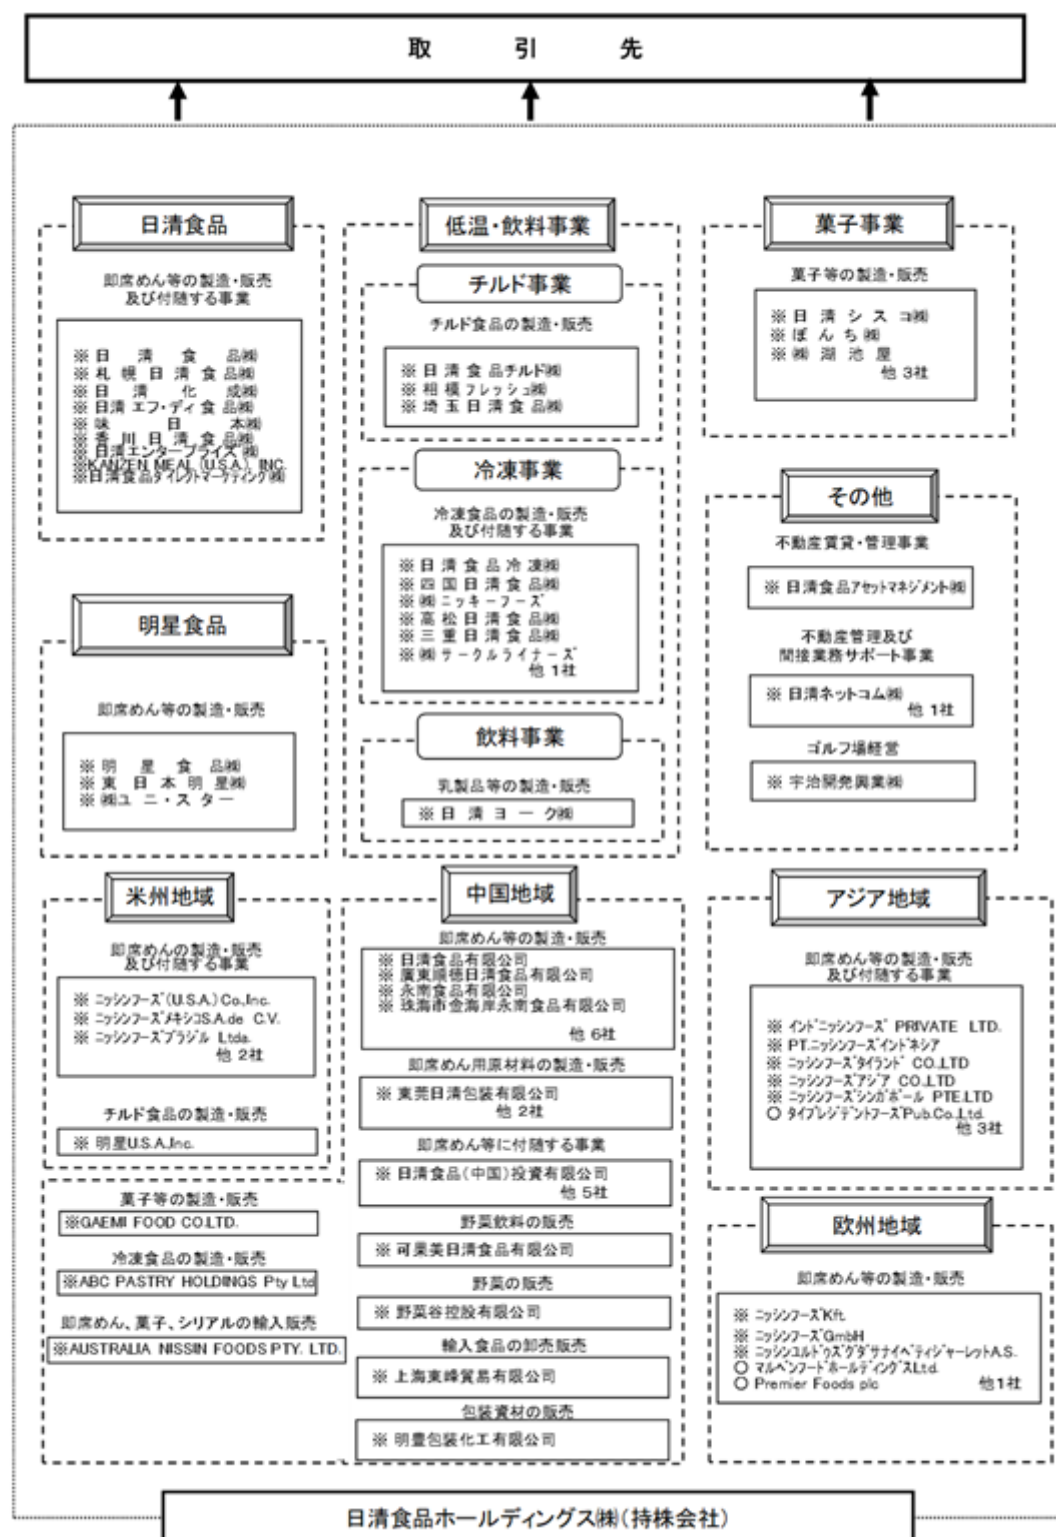 取引先
日清食品
即席めん等の製造・販売
及び付随する事業
※日清食品㈱
※札幌日清食品㈱
※日清化成㈱
※日清エフ・ディ食品㈱
※味日本㈱
※香川日清食品㈱
※日清エンタープライズ㈱
※KANZEN MEAL (U.S.A.) INC.
※日清食品ダイレクトマーケティング㈱
明星食品
即席めん等の製造・販売
※明星食品㈱
※東日本明星㈱
※㈱ユニ・スター
低温・飲料事業
チルド事業
チルド食品の製造・販売
※日清食品チルド㈱
※相模フレッシュ㈱
※埼玉日清食品㈱
冷凍事業
冷凍食品の製造・販売
及び付随する事業
※日清食品冷凍㈱
※四国日清食品㈱
※㈱ニッキーフーズ
※高松日清食品㈱
※三重日清食品㈱
※㈱サークルライナーズ
他1社
飲料事業
乳製品等の製造・販売
※日清ヨーク㈱
菓子事業
菓子等の製造・販売
※日清シスコ㈱
※ぼんち㈱
※㈱湖池屋
他3社
その他
不動産賃貸・管理事業
※日清食品アセットマネジメント㈱
不動産管理及び
間接業務サポート事業
※日清ネットコム㈱
他1社
ゴルフ場経営
※宇治開発興業㈱
米州地域
即席めんの製造・販売
及び付随する事業
※ニッシンフーズ(U.S.A.)Co.,Inc.
※ニッシンフーズメキシコS.A.de C.V.
※ニッシンフーズブラジル Ltda.
他2社
チルド食品の製造・販売
※明星U.S.A.,Inc.
菓子等の製造・販売
※GAEMI FOOD CO.LTD.
冷凍食品の製造・販売
※ABC PASTRY HOLDINGS Pty Ltd
即席めん、菓子、シリアルの輸入販売
※AUSTRALIA NISSIN FOODS PTY. LTD.
中国地域
即席めん等の製造・販売
※日清食品有限公司
※廣東順徳日清食品有限公司
※永南食品有限公司
※珠海市金海岸永南食品有限公司
他6社
即席めん用原材料の製造・販売
※東莞日清包装有限公司
他2社
即席めん等に付随する事業
※日清食品(中国)投資有限公司
他5社
野菜飲料の販売
※可果美日清食品有限公司
野菜の販売
※野菜谷控股有限公司
輸入食品の卸売販売
※上海東峰貿易有限公司
包装資材の販売
※明豊包装化工有限公司
アジア地域
即席めん等の製造・販売
及び付随する事業
※インドニッシンフーズ PRIVATE LTD.
※PT.ニッシンフーズインドネシア
※ニッシンフーズタイランド CO.,LTD
※ニッシンフーズアジア CO.,LTD
※ニッシンフーズシンガポール PTE.LTD
○タイプレジデントフーズPub.Co.,Ltd.
他3社
欧州地域
即席めん等の製造・販売
※ニッシンフーズKft.
※ニッシンフーズGmbH
※ニッシンユルドゥズグダサナイベティジャーレットA.S.
○マルベンフードホールディングスLtd.
○Premier Foods plc 他1社
日清食品ホールディングス㈱(持株会社)